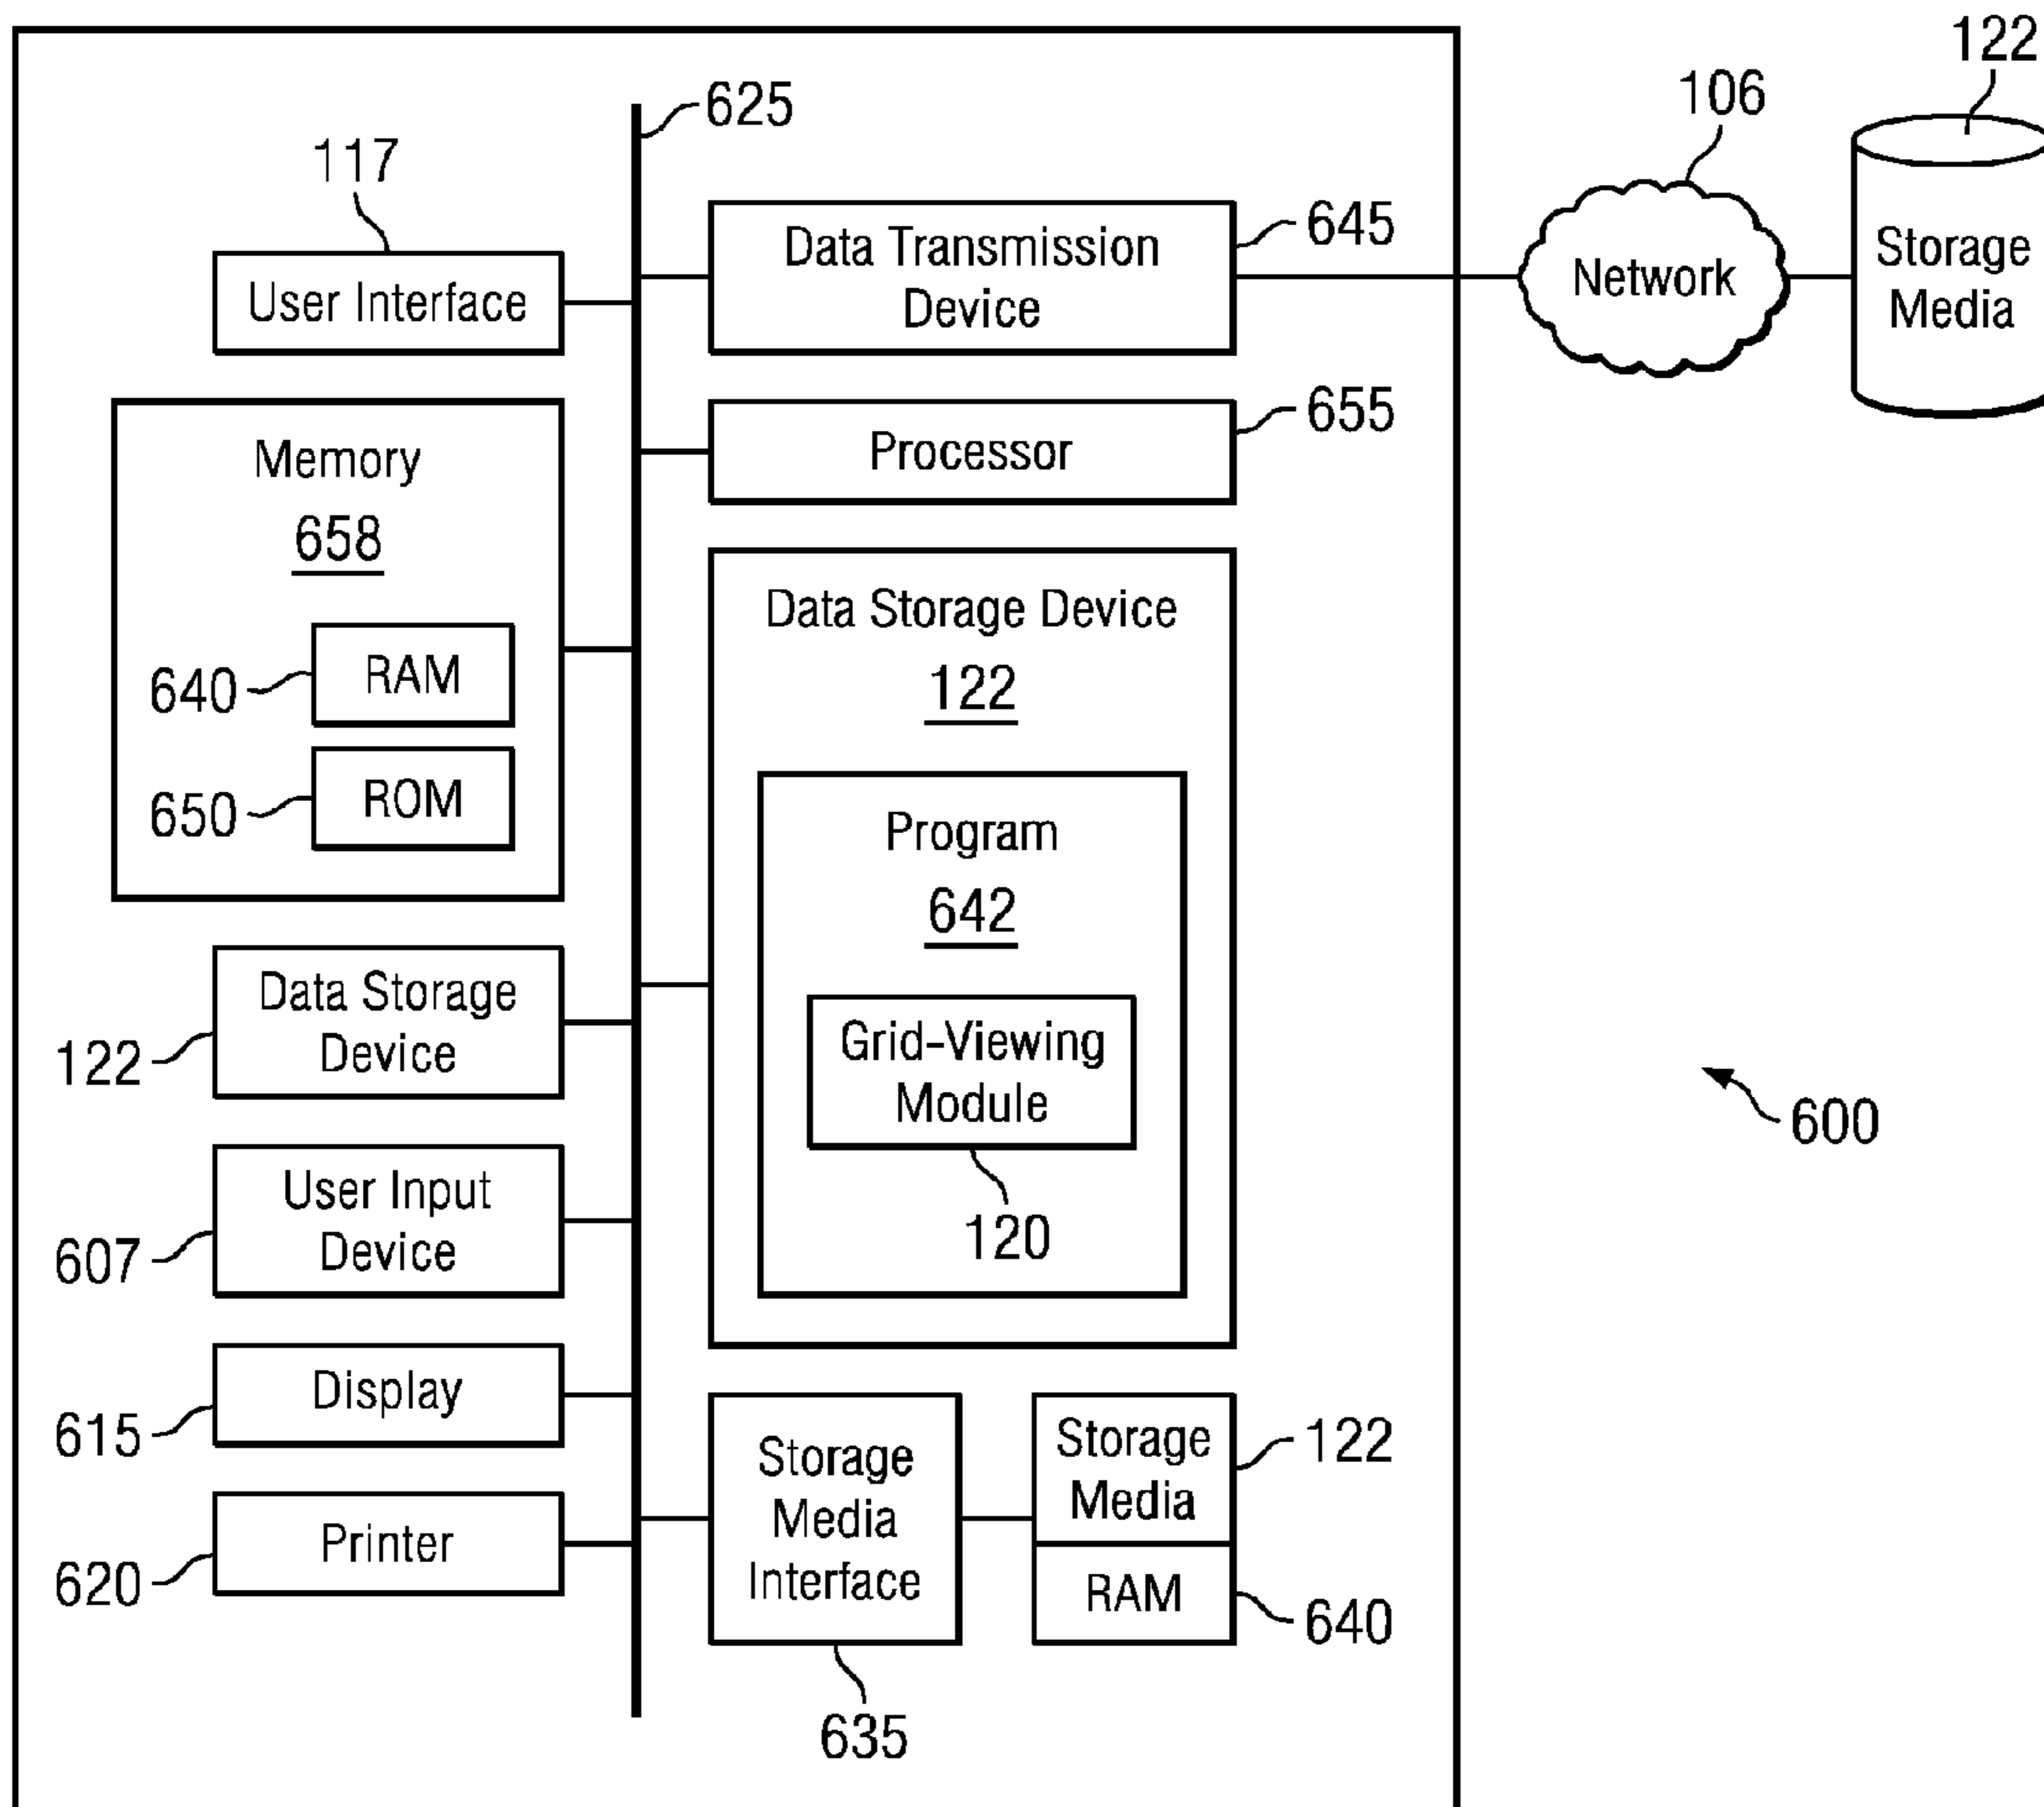 122
106
625
117
User Interface
Data Transmission
Device
645
Network
Storage
Media
Memory
658
640
RAM
650
ROM
Processor
655
Data Storage Device
122
Program
642
Grid-Viewing
Module
120
Data Storage
Device
122
User Input
Device
607
600
Display
615
Printer
620
Storage
Media
Interface
635
Storage
Media
122
RAM
640